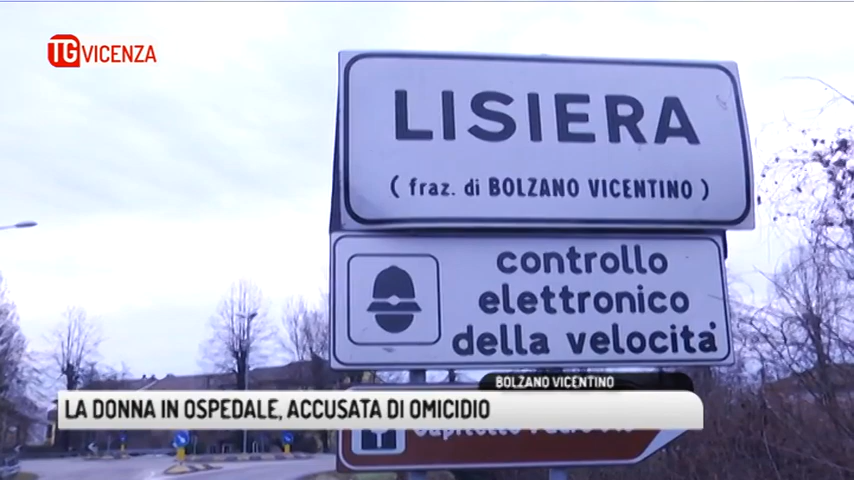 TG VICENZA
LISIERA
( fraz. di BOLZANO VICENTINO )
controllo
elettronico
della velocità
BOLZANO VICENTINO
LA DONNA IN OSPEDALE, ACCUSATA DI OMICIDIO